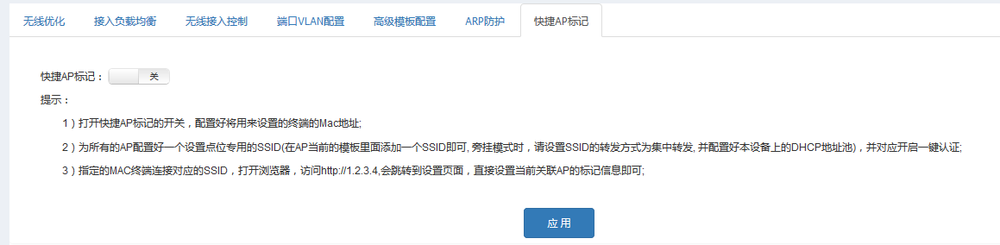 无线优化 接入负载均衡 无线接入控制 端口VLAN配置 高级模板配置 ARP防护 快捷AP标记
快捷AP标记： 关
提示：
1）打开快捷AP标记的开关，配置好将用来设置的终端的Mac地址;
2）为所有的AP配置好一个设置点位专用的SSID(在AP当前的模板里面添加一个SSID即可, 旁挂模式时，请设置SSID的转发方式为集中转发, 并配置好本设备上的DHCP地址池)，并对应开启一键认证;
3）指定的MAC终端连接对应的SSID，打开浏览器，访问http://1.2.3.4,会跳转到设置页面，直接设置当前关联AP的标记信息即可;
应 用